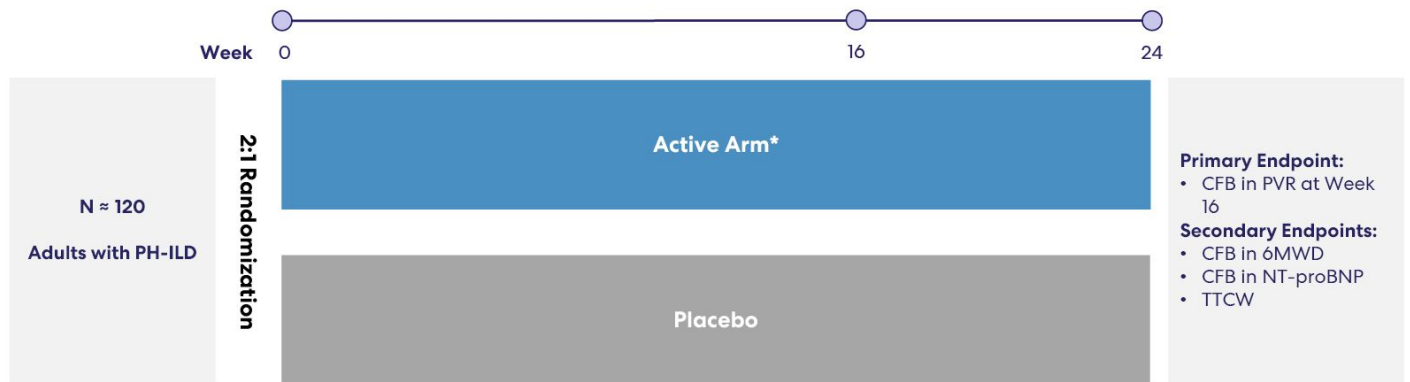 Week 0 16 24
N ≈ 120
Adults with PH-ILD
2:1 Randomization
Active Arm*
Placebo
Primary Endpoint:
• CFB in PVR at Week
16
Secondary Endpoints:
• CFB in 6MWD
• CFB in NT-proBNP
• TTCW